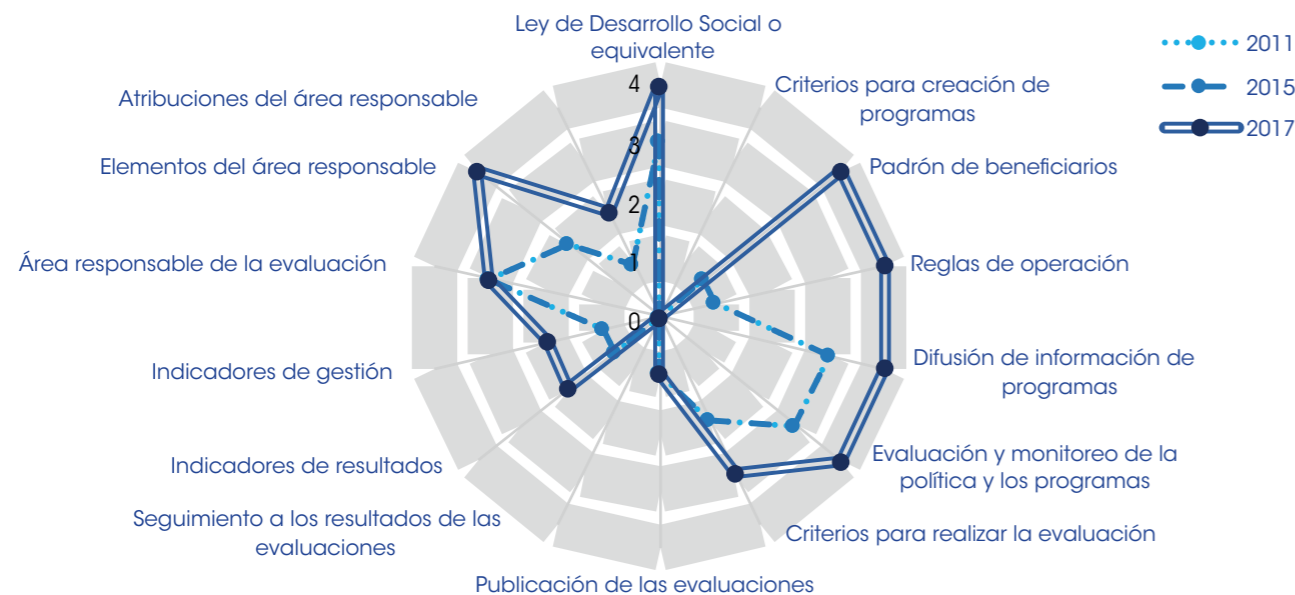 Ley de Desarrollo Social o
equivalente
2011
2015
2017
Criterios para creación de
programas
Padrón de beneficiarios
Reglas de operación
Difusión de información de
programas
Evaluación y monitoreo de la
política y los programas
Criterios para realizar la evaluación
Publicación de las evaluaciones
Seguimiento a los resultados de las
evaluaciones
Indicadores de resultados
Indicadores de gestión
Área responsable de la evaluación
Elementos del área responsable
Atribuciones del área responsable
4
3
2
1
0